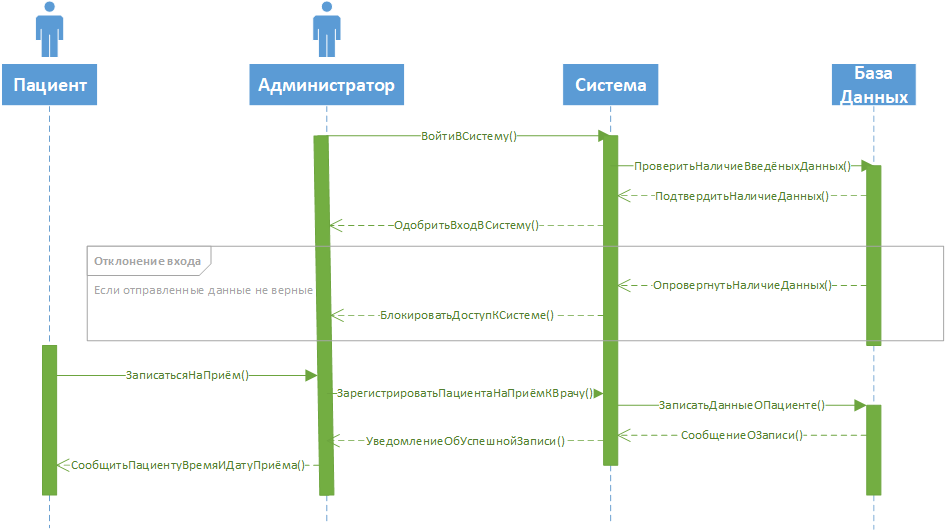 Пациент
Администратор
Система
База
Данных
ВойтиВСистему()
ПроверитьНаличиеВведёныхДанных()
ПодтвердитьНаличиеДанных()
ОдобритьВходВСистему()
Отклонение входа
Если отправленные данные не верные
ОпровергнутьНаличиеДанных()
БлокироватьДоступКСистеме()
ЗаписатьсяНаПриём()
ЗарегистрироватьПациентаНаПриёмКВрачу()
ЗаписатьДанныеОПациенте()
СообщениеОЗаписи()
УведомлениеОбУспешнойЗаписи()
СообщитьПациентуВремяИДатуПриёма()